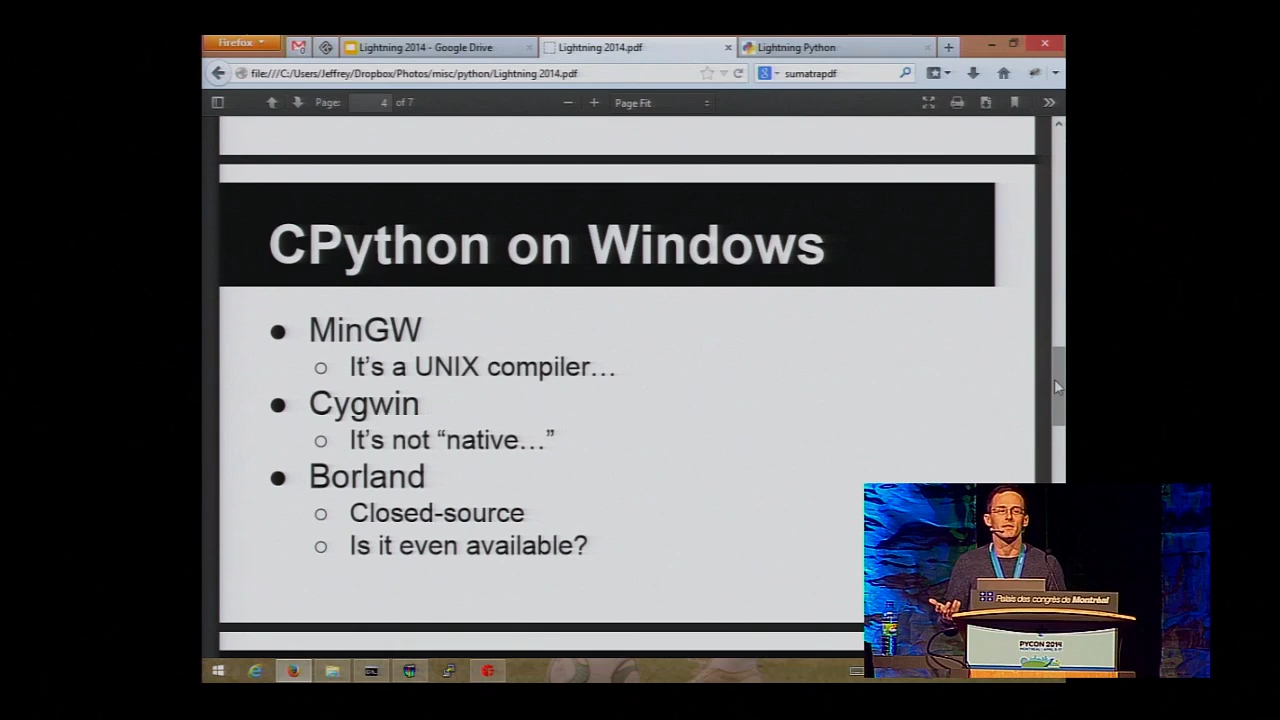 Firefox
Lightning 2014 - Google Drive
Lightning 2014.pdf
Lightning Python
file:///C:/Users/Jeffrey/Dropbox/Photos/misc/python/Lightning 2014.pdf
sumatrapdf
Page: 4 of 7
Page Fit
CPython on Windows
MinGW
It's a UNIX compiler…
Cygwin
It's not “native…”
Borland
Closed-source
Is it even available?
Palais des congrès de Montréal
PYCON 2014